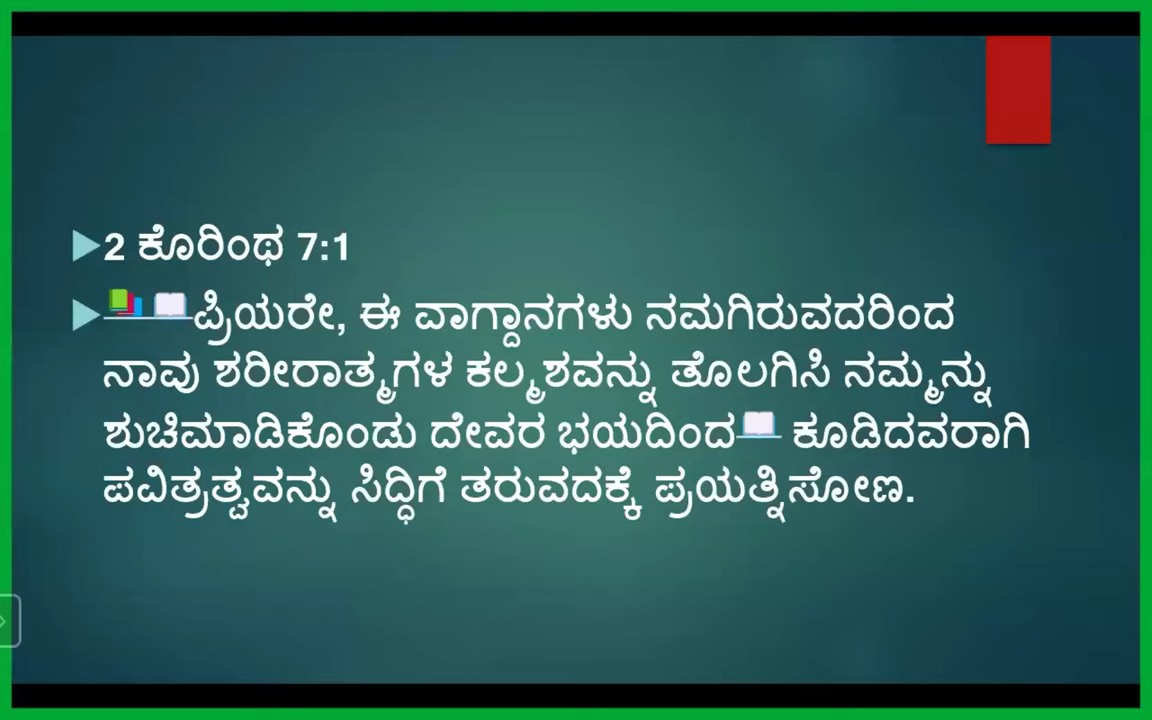 2 ಕೊರಿಂಥ 7:1
ಪ್ರಿಯರೇ, ಈ ವಾಗ್ದಾನಗಳು ನಮಗಿರುವದರಿಂದ
ನಾವು ಶರೀರಾತ್ಮಗಳ ಕಲ್ಮಶವನ್ನು ತೊಲಗಿಸಿ ನಮ್ಮನ್ನು
ಶುಚಿಮಾಡಿಕೊಂಡು ದೇವರ ಭಯದಿಂದ ಕೂಡಿದವರಾಗಿ
ಪವಿತ್ರತ್ವವನ್ನು ಸಿದ್ಧಿಗೆ ತರುವದಕ್ಕೆ ಪ್ರಯತ್ನಿಸೋಣ.